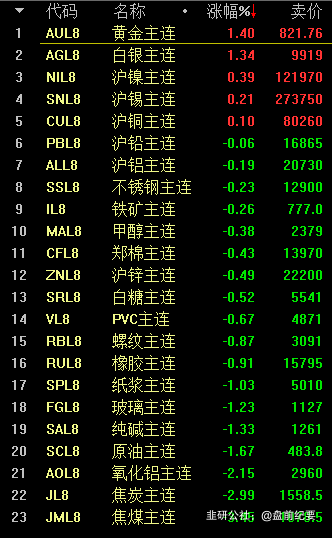 代码 名称 • 涨幅%↓ 卖价
1 AUL8 黄金主连 1.40 821.76
2 AGL8 白银主连 1.34 9919
3 NIL8 沪镍主连 0.39 121970
4 SNL8 沪锡主连 0.21 273750
5 CUL8 沪铜主连 0.10 80260
6 PBL8 沪铅主连 -0.06 16865
7 ALL8 沪铝主连 -0.19 20730
8 SSL8 不锈钢主连 -0.23 12900
9 IL8 铁矿主连 -0.26 777.0
10 MAL8 甲醇主连 -0.38 2379
11 CFL8 郑棉主连 -0.43 13970
12 ZNL8 沪锌主连 -0.49 22200
13 SRL8 白糖主连 -0.52 5541
14 VL8 PVC主连 -0.67 4871
15 RBL8 螺纹主连 -0.87 3091
16 RUL8 橡胶主连 -0.91 15795
17 SPL8 纸浆主连 -1.03 5010
18 FGL8 玻璃主连 -1.23 1127
19 SAL8 纯碱主连 -1.33 1261
20 SCL8 原油主连 -1.67 483.8
21 AOL8 氧化铝主连 -2.15 2960
22 JL8 焦炭主连 -2.99 1558.5
23 JML8 焦煤主连
韭研公社 @盘前纪要